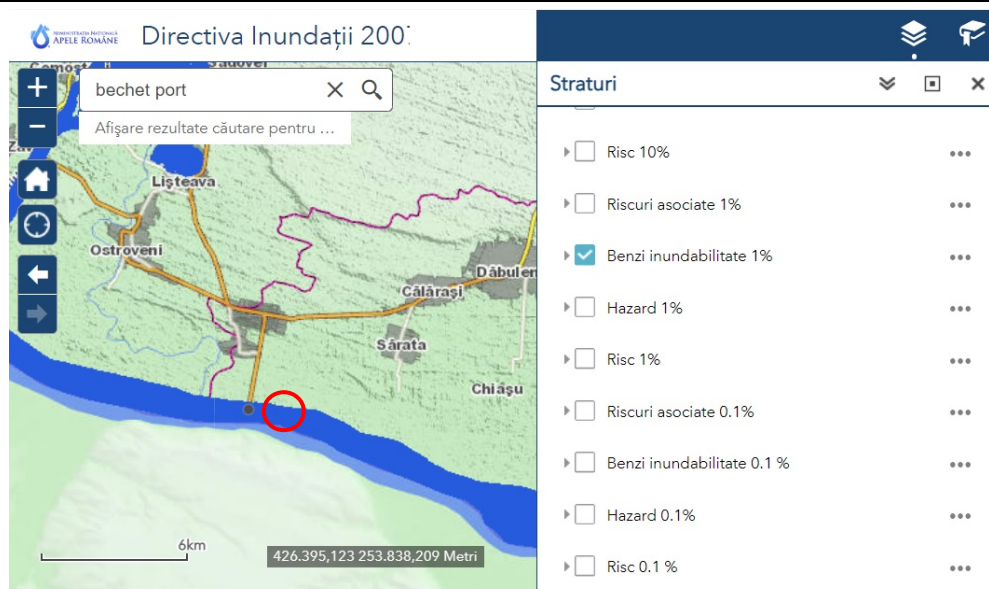 ADMINISTRAȚIA NAȚIONALĂ
APELE ROMÂNE
Directiva Inundații 2007
bechet port
Afișare rezultate căutare pentru ...
Lișteava
Ostroveni
Dăbulen
Călărași
Sărata
Chiașu
6km
426.395,123 253.838,209 Metri
Straturi
Risc 10%
Riscuri asociate 1%
Benzi inundabilitate 1%
Hazard 1%
Risc 1%
Riscuri asociate 0.1%
Benzi inundabilitate 0.1 %
Hazard 0.1%
Risc 0.1 %